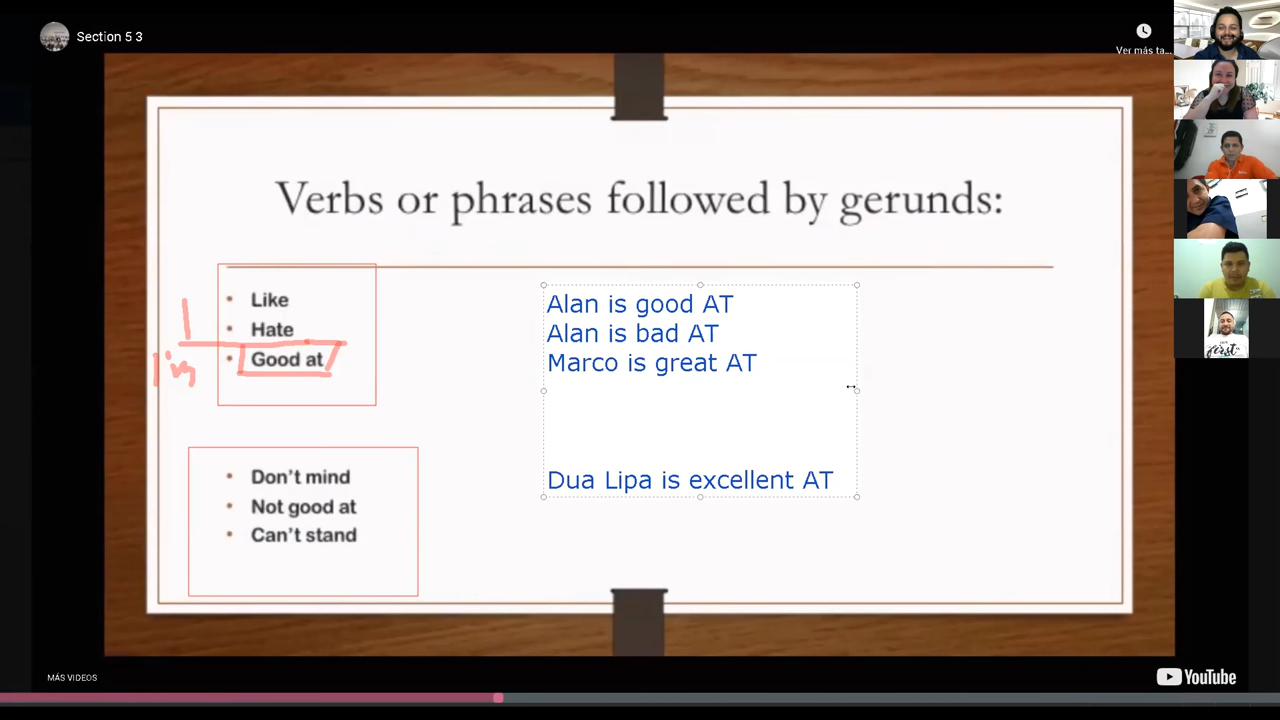 Section 5 3
Ver más ta...
Verbs or phrases followed by gerunds:
• Like
• Hate
• Good at
I
I'm
Alan is good AT
Alan is bad AT
Marco is great AT
Dua Lipa is excellent AT
• Don't mind
• Not good at
• Can't stand
first
MÁS VIDEOS
YouTube